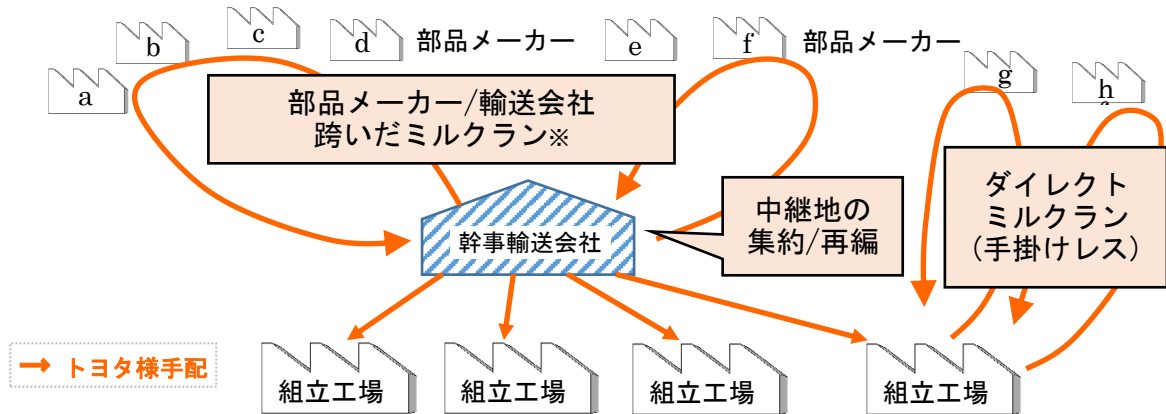 a
b
c
d
部品メーカー
e
f
部品メーカー
g
h
部品メーカー/輸送会社
跨いだミルクラン※
幹事輸送会社
中継地の
集約/再編
ダイレクト
ミルクラン
(手掛けレス)
→ トヨタ様手配
組立工場
組立工場
組立工場
組立工場